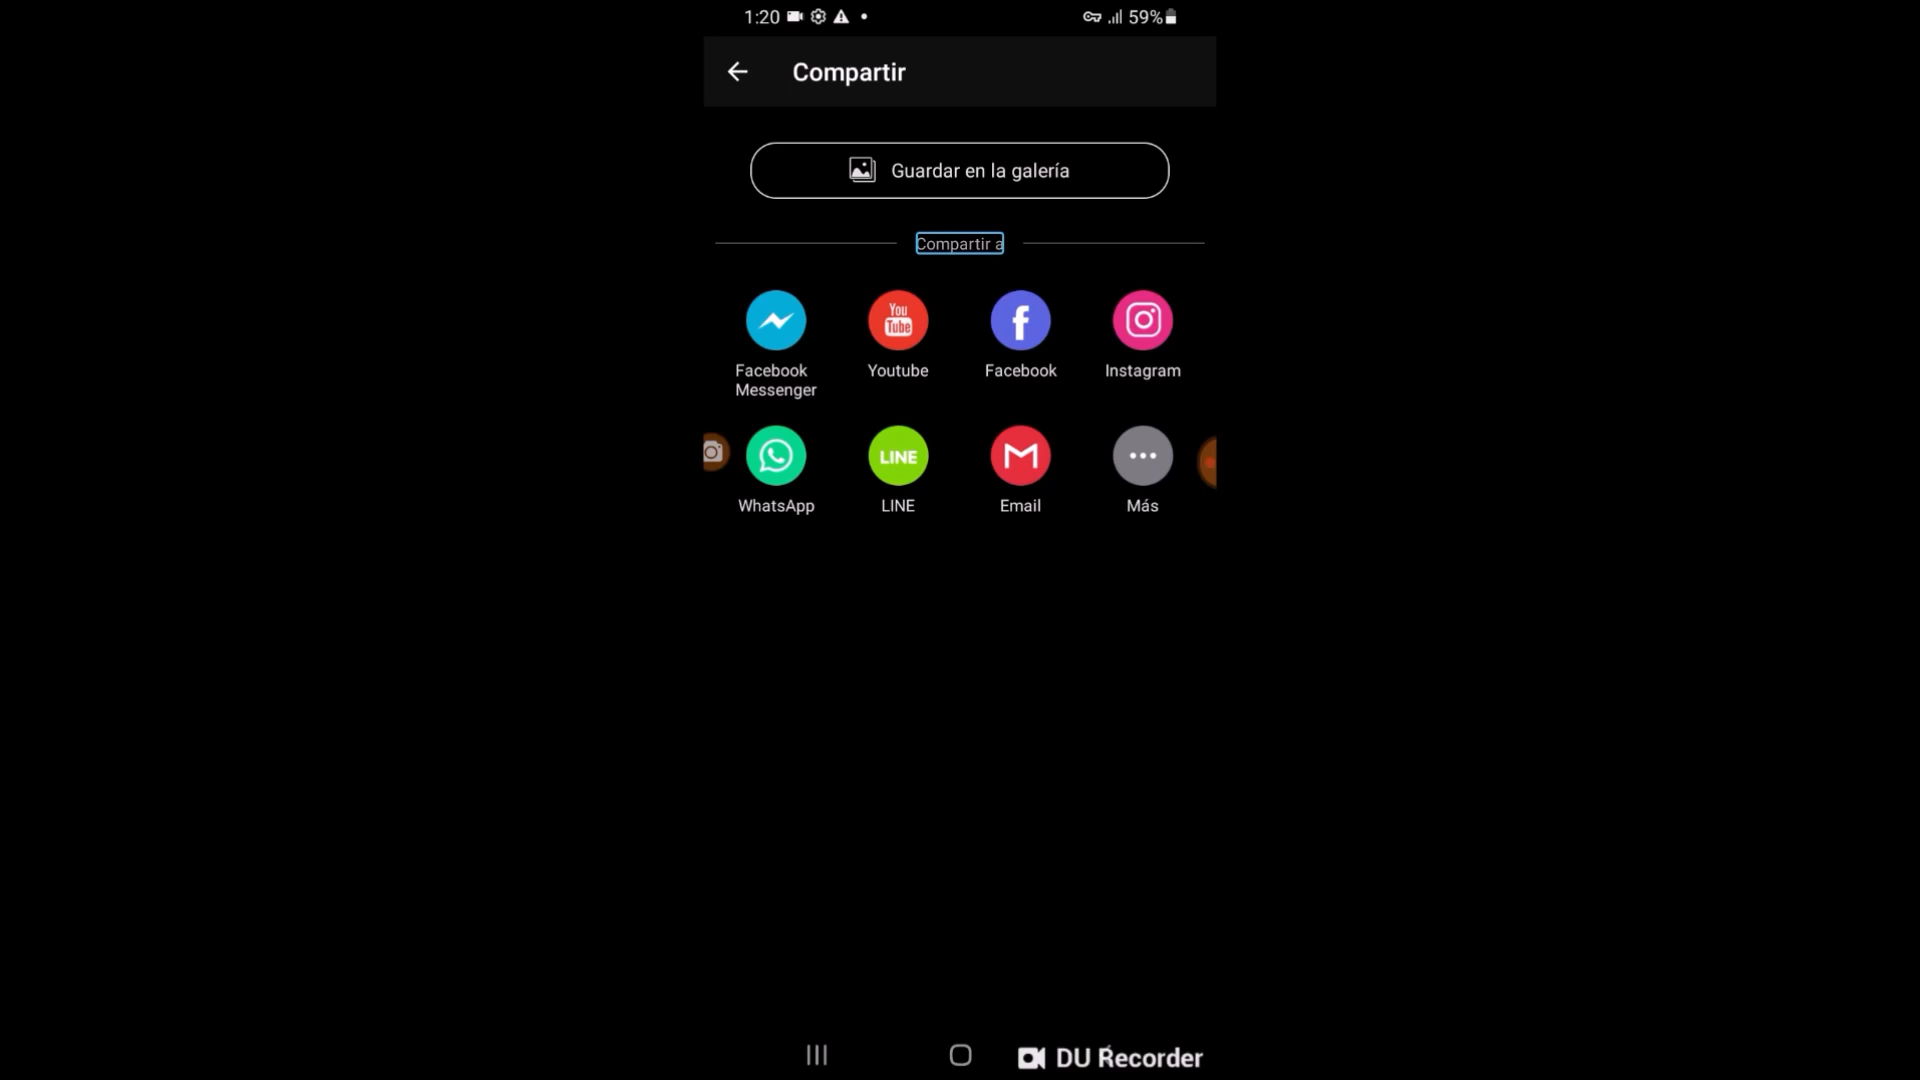 1:20 59%
Compartir
Guardar en la galería
Compartir a
You
Tube
Facebook
Messenger
Youtube
Facebook
Instagram
LINE
WhatsApp
LINE
Email
Más
DU Recorder